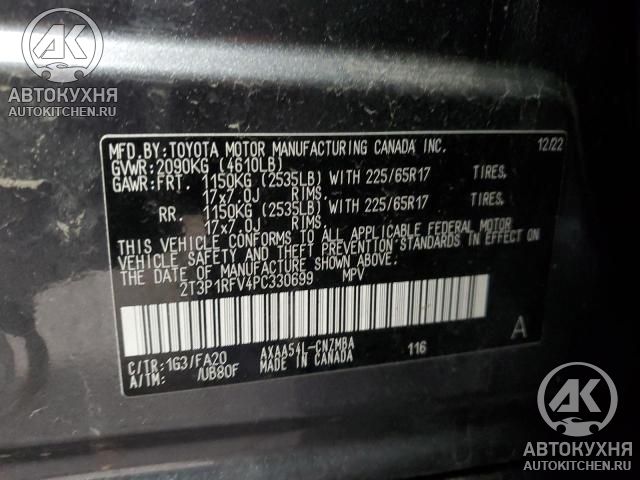 AK
АВТОКУХНЯ
AUTOKITCHEN.RU
MFD.BY:TOYOTA MOTOR MANUFACTURING CANADA INC. 12/22
GVWR:2090KG (4610LB)
GAWR:FRT. 1150KG (2535LB) WITH 225/65R17 TIRES.
17x7.0J RIMS.
RR. 1150KG (2535LB) WITH 225/65R17 TIRES.
17x7.0J RIMS.
THIS VEHICLE CONFORMS TO ALL APPLICABLE FEDERAL MOTOR
VEHICLE SAFETY AND THEFT PREVENTION STANDARDS IN EFFECT
ON THE DATE OF MANUFACTURE SHOWN ABOVE.
2T3P1RFV4PC330699 MPV
C/TR:1G3/FA20 AXAA54L-CNZMBA 116 A
A/TM: /UB80F MADE IN CANADA
AK
АВТОКУХНЯ
AUTOKITCHEN.RU